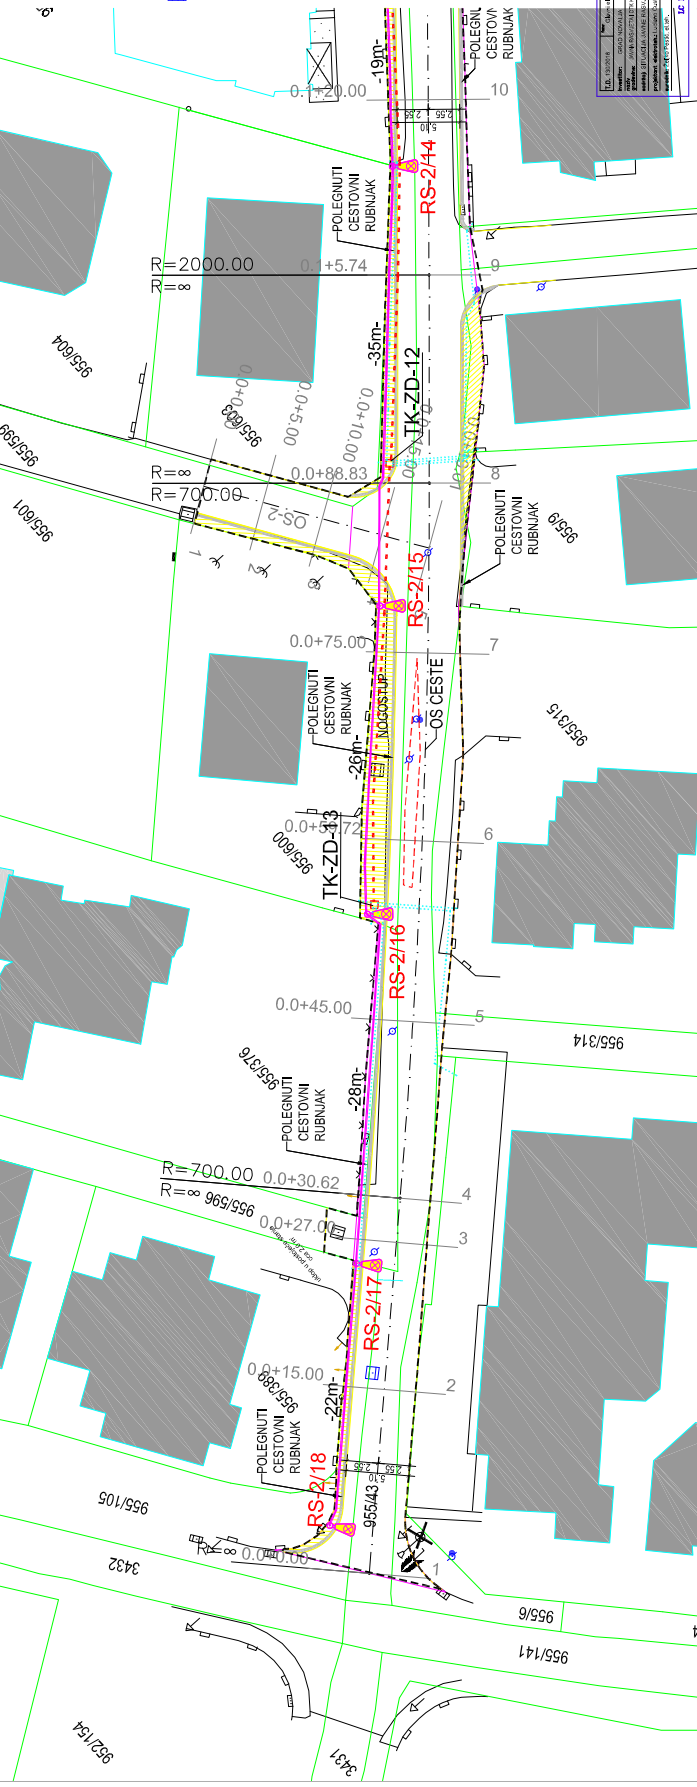 -19m-
POLEGNUTI
CESTOVNI
RUBNJAK
0.1+20.00
10
2.55
2.55
5.10
RS-2/14
POLEGNUTI
CESTOVNI
RUBNJAK
R=2000.00
R=∞
0.1+5.74
9
955/604
-35m-
TK-ZD-12
955/603
0.0+5.00
0.0+10.00
955/599
955/601
R=∞
R=700.00
0.0+88.83
8
OS-2
1
2
3
POLEGNUTI
CESTOVNI
RUBNJAK
955/9
RS-2/15
0.0+75.00
7
POLEGNUTI
CESTOVNI
RUBNJAK
NOGOSTUP
OS CESTE
-26m-
955/315
TK-ZD-13
955/600
6
RS-2/16
0.0+45.00
5
955/314
955/376
-28m-
POLEGNUTI
CESTOVNI
RUBNJAK
R=700.00
R=∞
0.0+30.62
4
955/596
0.0+27.00
3
RS-2/17
0.0+15.00
2
955/389
-22m-
POLEGNUTI
CESTOVNI
RUBNJAK
RS-2/18
2.55
2.55
5.10
955/43
955/105
3432
R=∞
0.0+0.00
1
955/6
955/141
952/154
3431